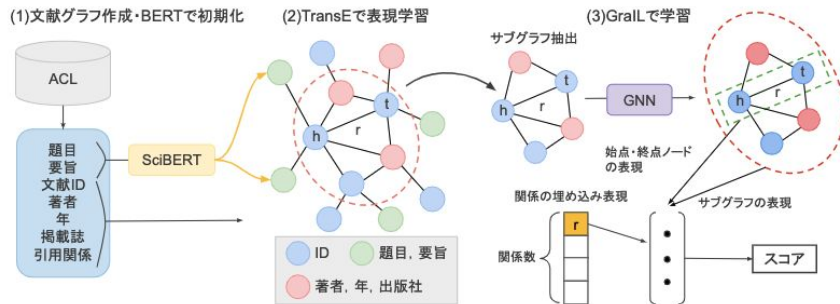 (1)文献グラフ作成・BERTで初期化
(2)TransEで表現学習
(3)GraILで学習
ACL
題目
要旨
文献ID
著者
年
掲載誌
引用関係
SciBERT
h
r
t
ID
題目, 要旨
著者, 年, 出版社
サブグラフ抽出
h
r
t
GNN
h
r
t
始点・終点ノード
の表現
関係の埋め込み表現
サブグラフの表現
関係数
r
スコア